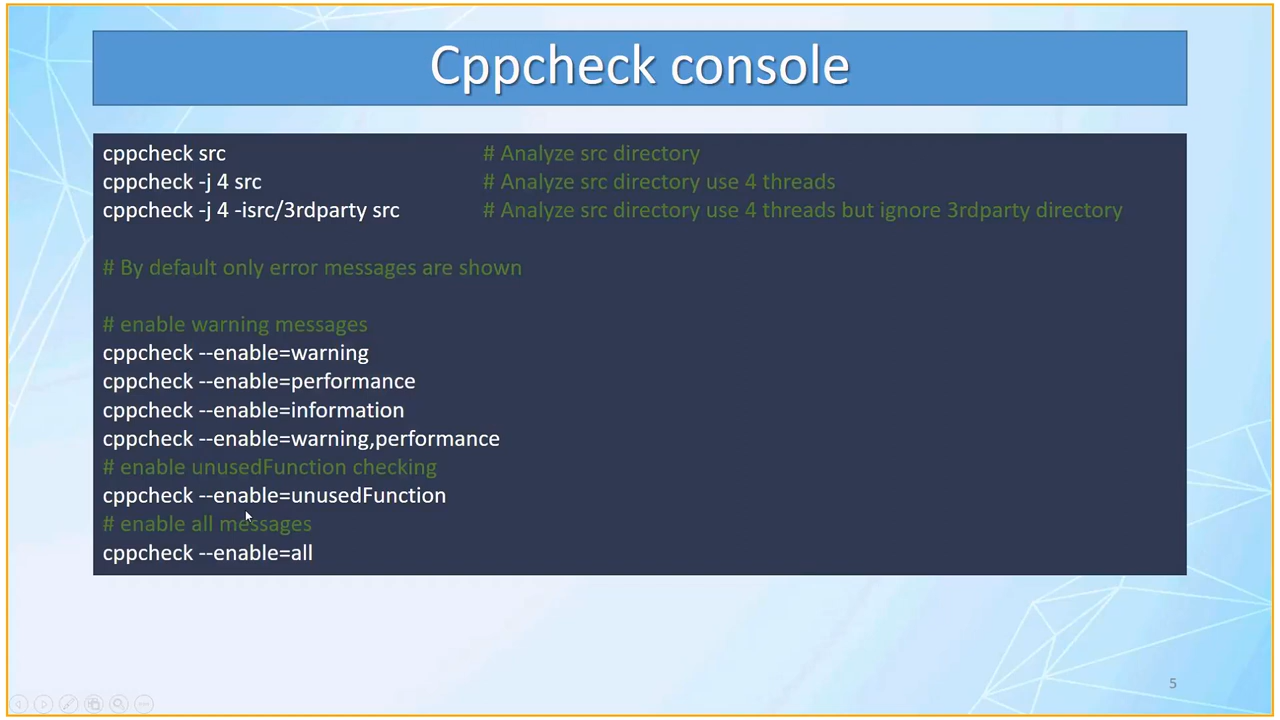 Cppcheck console
cppcheck src # Analyze src directory
cppcheck -j 4 src # Analyze src directory use 4 threads
cppcheck -j 4 -isrc/3rdparty src # Analyze src directory use 4 threads but ignore 3rdparty directory
# By default only error messages are shown
# enable warning messages
cppcheck --enable=warning
cppcheck --enable=performance
cppcheck --enable=information
cppcheck --enable=warning,performance
# enable unusedFunction checking
cppcheck --enable=unusedFunction
# enable all messages
cppcheck --enable=all
5